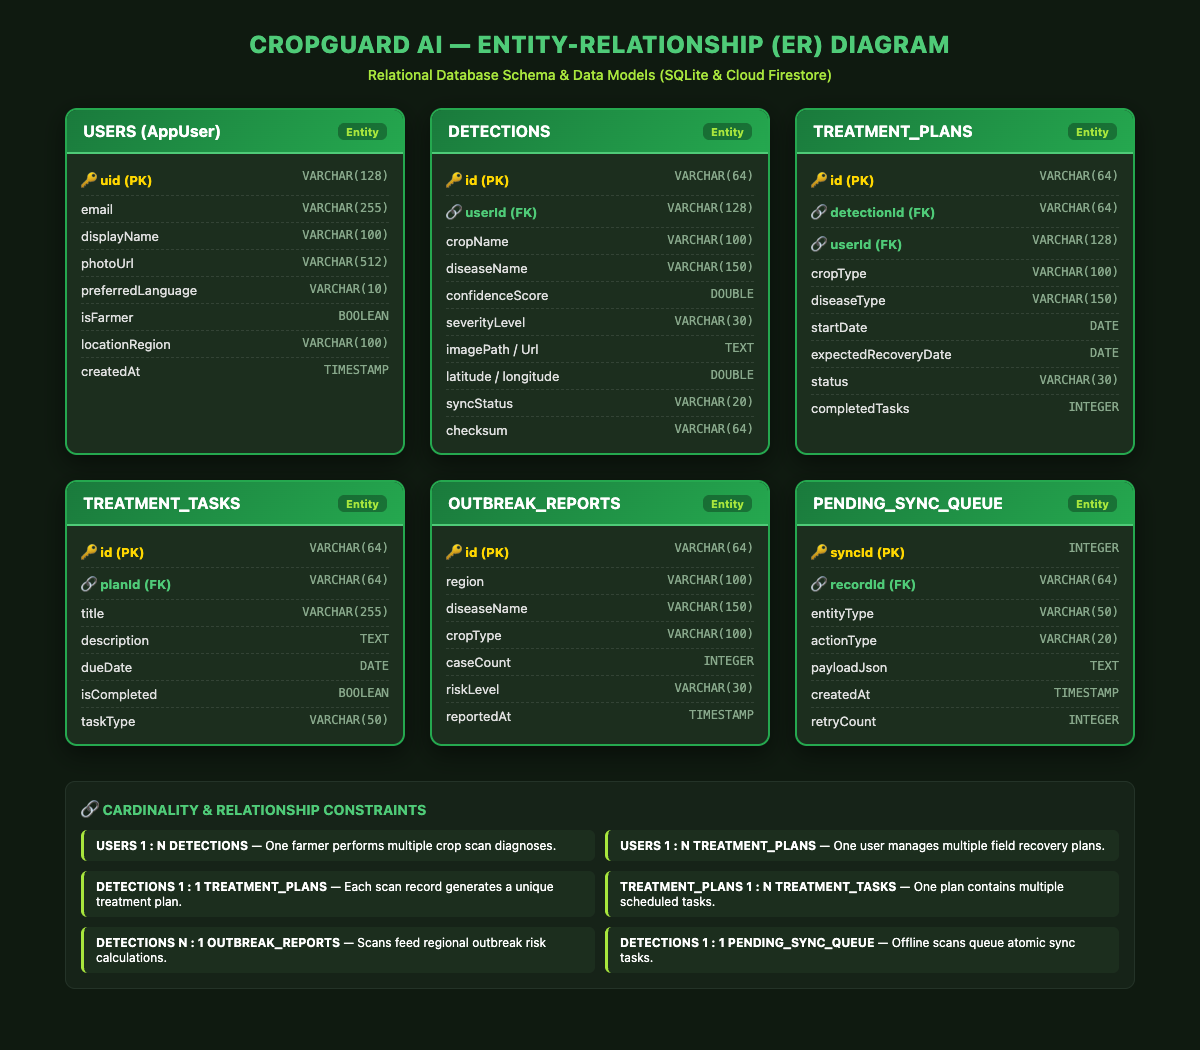 CROPGUARD AI — ENTITY-RELATIONSHIP (ER) DIAGRAM
Relational Database Schema & Data Models (SQLite & Cloud Firestore)
USERS (AppUser) Entity
🔑 uid (PK) VARCHAR(128)
email VARCHAR(255)
displayName VARCHAR(100)
photoUrl VARCHAR(512)
preferredLanguage VARCHAR(10)
isFarmer BOOLEAN
locationRegion VARCHAR(100)
createdAt TIMESTAMP
DETECTIONS Entity
🔑 id (PK) VARCHAR(64)
🔗 userId (FK) VARCHAR(128)
cropName VARCHAR(100)
diseaseName VARCHAR(150)
confidenceScore DOUBLE
severityLevel VARCHAR(30)
imagePath / Url TEXT
latitude / longitude DOUBLE
syncStatus VARCHAR(20)
checksum VARCHAR(64)
TREATMENT_PLANS Entity
🔑 id (PK) VARCHAR(64)
🔗 detectionId (FK) VARCHAR(64)
🔗 userId (FK) VARCHAR(128)
cropType VARCHAR(100)
diseaseType VARCHAR(150)
startDate DATE
expectedRecoveryDate DATE
status VARCHAR(30)
completedTasks INTEGER
TREATMENT_TASKS Entity
🔑 id (PK) VARCHAR(64)
🔗 planId (FK) VARCHAR(64)
title VARCHAR(255)
description TEXT
dueDate DATE
isCompleted BOOLEAN
taskType VARCHAR(50)
OUTBREAK_REPORTS Entity
🔑 id (PK) VARCHAR(64)
region VARCHAR(100)
diseaseName VARCHAR(150)
cropType VARCHAR(100)
caseCount INTEGER
riskLevel VARCHAR(30)
reportedAt TIMESTAMP
PENDING_SYNC_QUEUE Entity
🔑 syncId (PK) INTEGER
🔗 recordId (FK) VARCHAR(64)
entityType VARCHAR(50)
actionType VARCHAR(20)
payloadJson TEXT
createdAt TIMESTAMP
retryCount INTEGER
🔗 CARDINALITY & RELATIONSHIP CONSTRAINTS
USERS 1 : N DETECTIONS — One farmer performs multiple crop scan diagnoses.
USERS 1 : N TREATMENT_PLANS — One user manages multiple field recovery plans.
DETECTIONS 1 : 1 TREATMENT_PLANS — Each scan record generates a unique
treatment plan.
TREATMENT_PLANS 1 : N TREATMENT_TASKS — One plan contains multiple
scheduled tasks.
DETECTIONS N : 1 OUTBREAK_REPORTS — Scans feed regional outbreak risk
calculations.
DETECTIONS 1 : 1 PENDING_SYNC_QUEUE — Offline scans queue atomic sync
tasks.